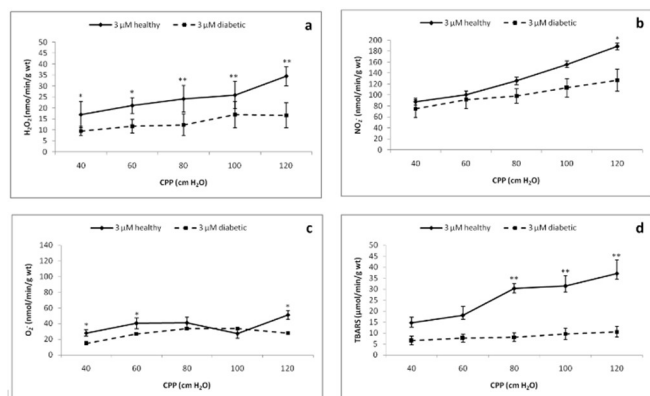 3 µM healthy 3 µM diabetic a
H₂O₂ (nmo/min/g wt)
50
45
40
35
30
25
20
15
10
5
0
* * ** ** **
40 60 80 100 120
CPP (cm H₂O)
3 µM healthy 3 µM diabetic b
NO₂⁻ (nmol/min/g wt)
200
180
160
140
120
100
80
60
40
20
0
*
40 60 80 100 120
CPP (cm H₂O)
3 µM healthy 3 µM diabetic c
O₂⁻ (nmol/min/g wt)
140
120
100
80
60
40
20
0
* * *
40 60 80 100 120
CPP (cm H₂O)
3 µM healthy 3 µM diabetic d
TBARS (µmol/min/g wt)
50
45
40
35
30
25
20
15
10
5
0
** ** **
40 60 80 100 120
CPP (cm H₂O)